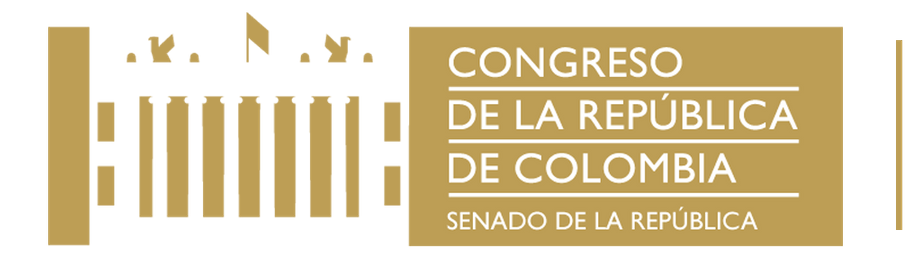 CONGRESO
DE LA REPÚBLICA
DE COLOMBIA
SENADO DE LA REPÚBLICA